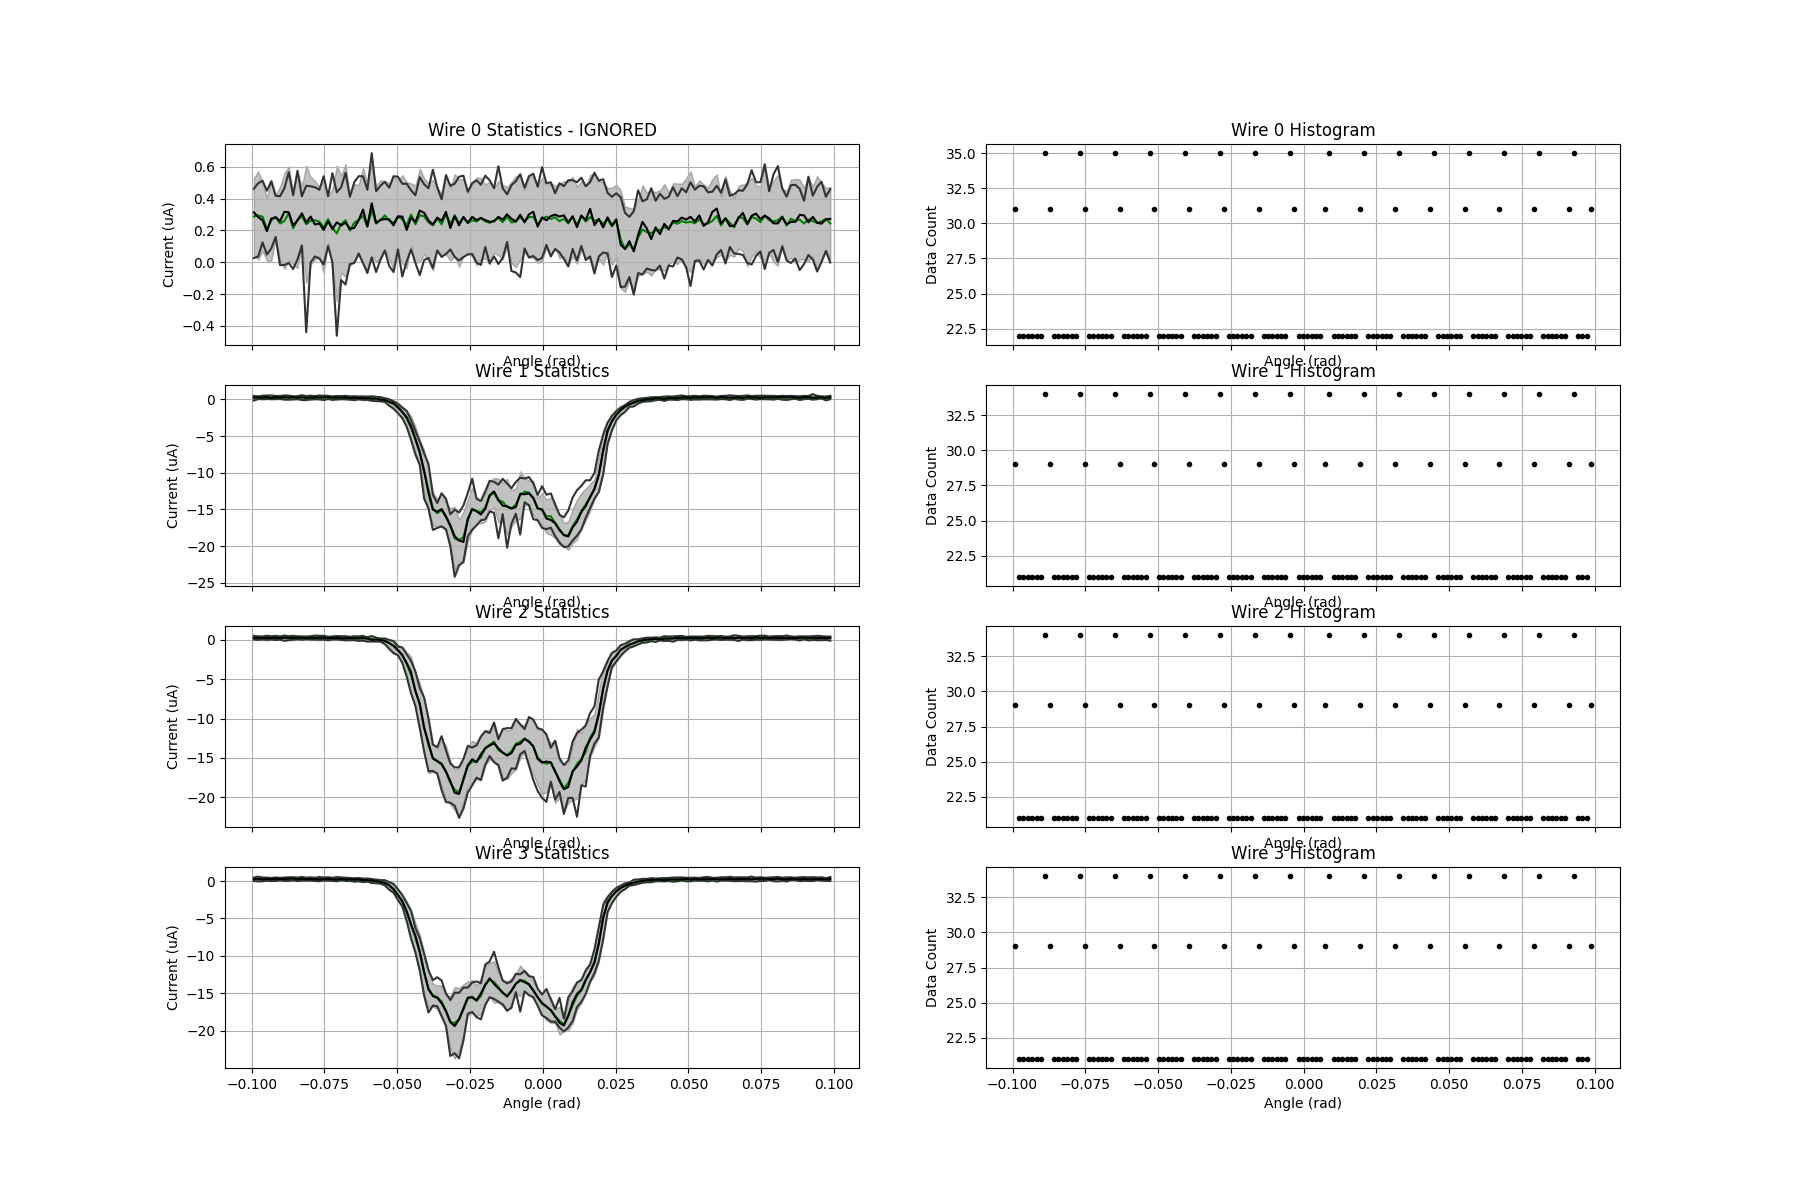 Wire 0 Statistics - IGNORED
Current (uA)
0.6
0.4
0.2
0.0
−0.2
−0.4
Angle (rad)
Wire 0 Histogram
Data Count
35.0
32.5
30.0
27.5
25.0
22.5
Angle (rad)
Wire 1 Statistics
Current (uA)
0
−5
−10
−15
−20
−25
Angle (rad)
Wire 1 Histogram
Data Count
32.5
30.0
27.5
25.0
22.5
Angle (rad)
Wire 2 Statistics
Current (uA)
0
−5
−10
−15
−20
Angle (rad)
Wire 2 Histogram
Data Count
32.5
30.0
27.5
25.0
22.5
Angle (rad)
Wire 3 Statistics
Current (uA)
0
−5
−10
−15
−20
−0.100 −0.075 −0.050 −0.025 0.000 0.025 0.050 0.075 0.100
Angle (rad)
Wire 3 Histogram
Data Count
32.5
30.0
27.5
25.0
22.5
−0.100 −0.075 −0.050 −0.025 0.000 0.025 0.050 0.075 0.100
Angle (rad)